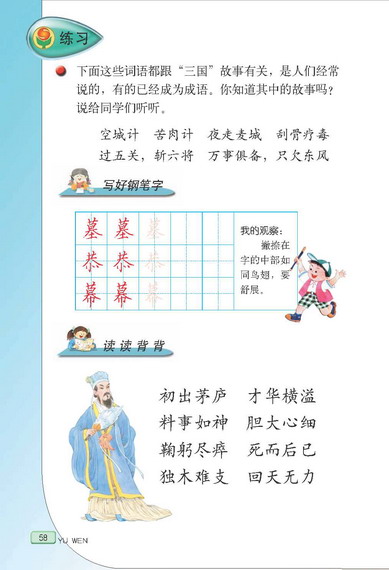 练习
下面这些词语都跟“三国”故事有关，是人们经常
说的，有的已经成为成语。你知道其中的故事吗？
说给同学们听听。
空城计 苦肉计 夜走麦城 刮骨疗毒
过五关，斩六将 万事俱备，只欠东风
写好钢笔字
墓 墓 墓
恭 恭 恭
幕 幕 幕
我的观察：
撇捺在
字的中部如
同鸟翅，要
舒展。
读读背背
初出茅庐 才华横溢
料事如神 胆大心细
鞠躬尽瘁 死而后已
独木难支 回天无力
58 YU WEN